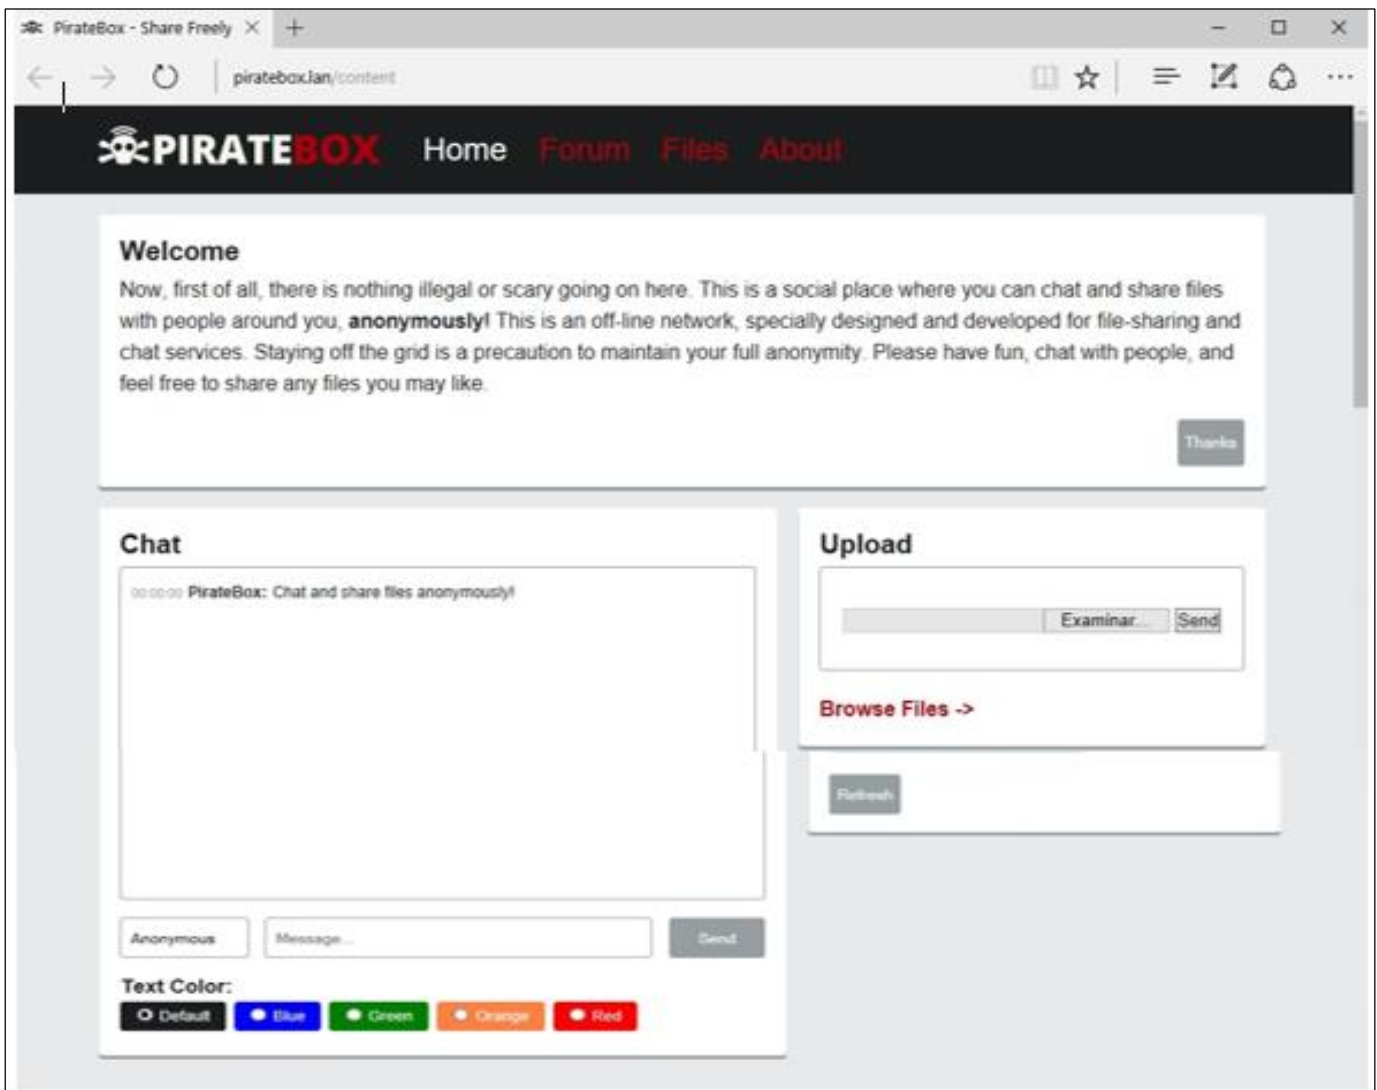 PirateBox - Share Freely
piratebox.lan/content
PIRATEBOX Home Forum Files About
Welcome
Now, first of all, there is nothing illegal or scary going on here. This is a social place where you can chat and share files
with people around you, anonymously! This is an off-line network, specially designed and developed for file-sharing and
chat services. Staying off the grid is a precaution to maintain your full anonymity. Please have fun, chat with people, and
feel free to share any files you may like.
Thanks
Chat
00:00:00 PirateBox: Chat and share files anonymously!
Upload
Examinar... Send
Browse Files ->
Refresh
Anonymous Message... Send
Text Color:
Default Blue Green Orange Red